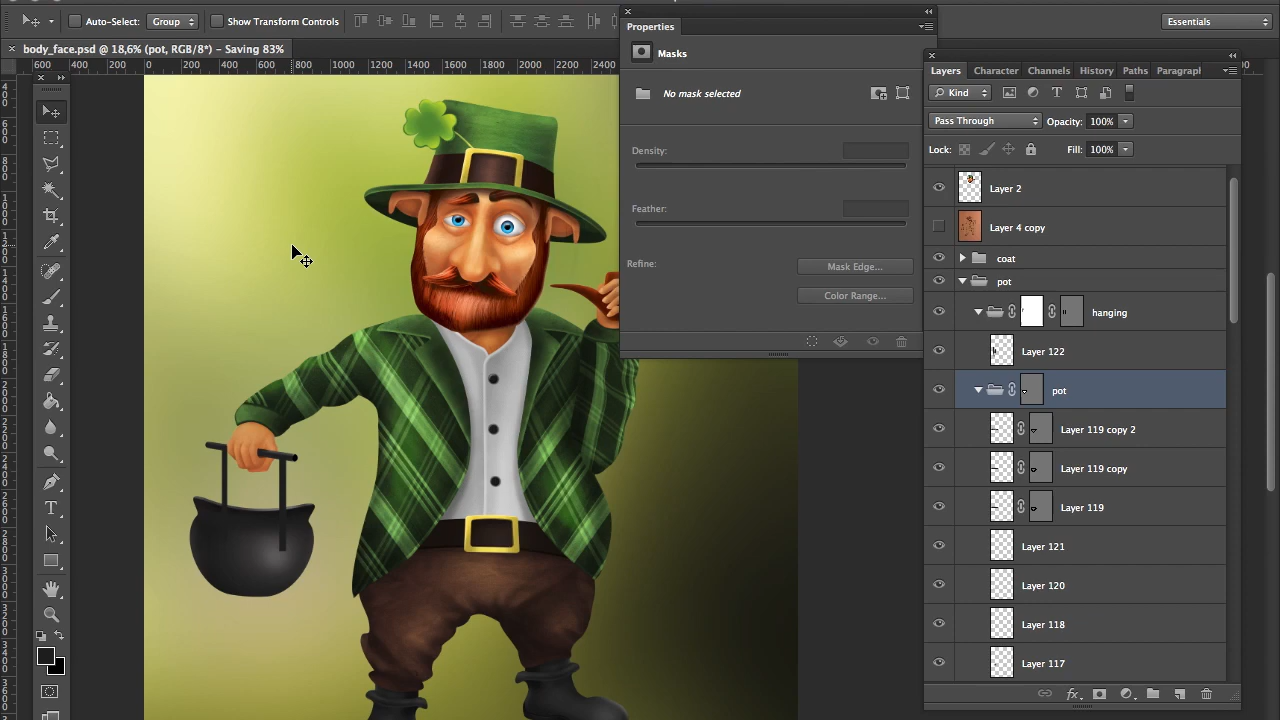 Auto-Select: Group Show Transform Controls Essentials
body_face.psd @ 18,6% (pot, RGB/8*) – Saving 83%
600 400 200 0 200 400 600 800 1000 1200 1400 1600 1800 2000 2200 2400
Properties
Masks
No mask selected
Density:
Feather:
Refine:
Mask Edge...
Color Range...
Layers Character Channels History Paths Paragraph
Kind
Pass Through Opacity: 100%
Lock: Fill: 100%
Layer 2
Layer 4 copy
coat
pot
hanging
Layer 122
pot
Layer 119 copy 2
Layer 119 copy
Layer 119
Layer 121
Layer 120
Layer 118
Layer 117